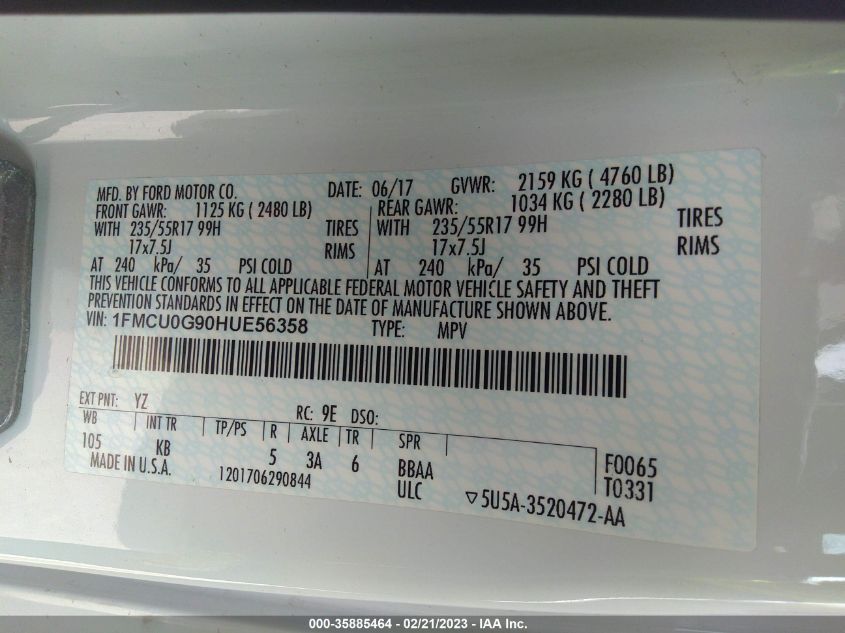 MFD. BY FORD MOTOR CO. DATE: 06/17 GVWR: 2159 KG ( 4760 LB)
FRONT GAWR: 1125 KG ( 2480 LB) REAR GAWR: 1034 KG ( 2280 LB)
WITH 235/55R17 99H TIRES WITH 235/55R17 99H TIRES
17x7.5J RIMS 17x7.5J RIMS
AT 240 kPa/ 35 PSI COLD AT 240 kPa/ 35 PSI COLD
THIS VEHICLE CONFORMS TO ALL APPLICABLE FEDERAL MOTOR VEHICLE SAFETY AND THEFT
PREVENTION STANDARDS IN EFFECT ON THE DATE OF MANUFACTURE SHOWN ABOVE.
VIN: 1FMCU0G90HUE56358 TYPE: MPV
EXT PNT: YZ RC: 9E DSO:
WB INT TR TP/PS R AXLE TR SPR
105 KB 5 3A 6 BBAA F0065
MADE IN U.S.A. 1201706290844 ULC T0331
▽5U5A-3520472-AA
000-35885464 - 02/21/2023 - IAA Inc.